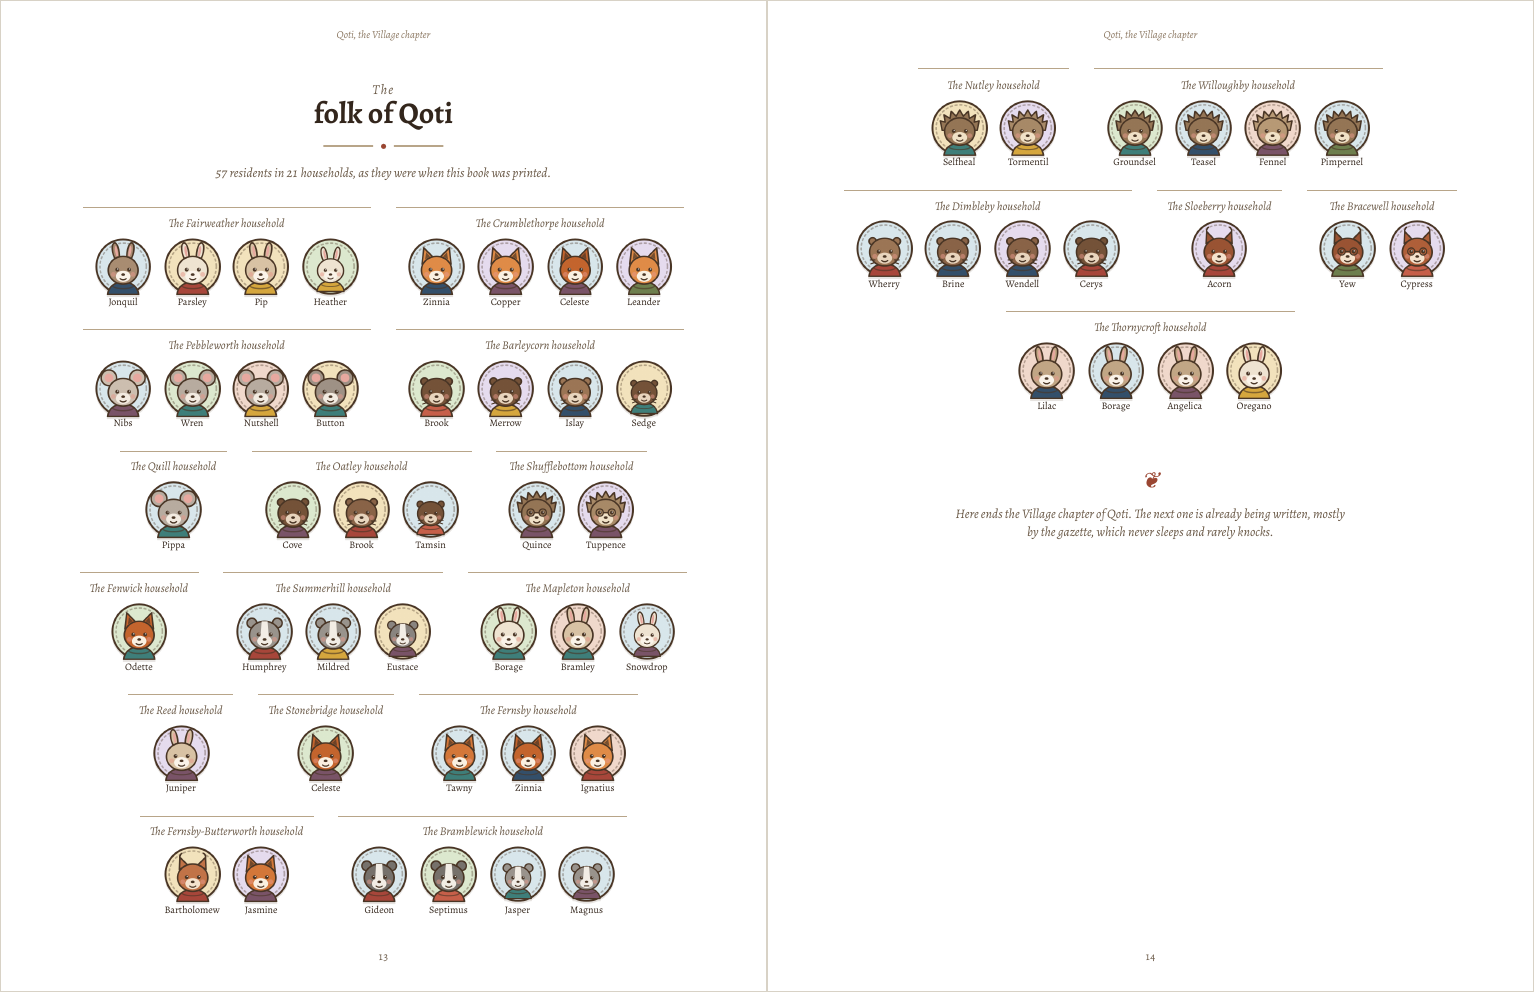 Qoti, the Village chapter
The
folk of Qoti
57 residents in 21 households, as they were when this book was printed.
The Fairweather household
Jonquil Parsley Pip Heather
The Crumblethorpe household
Zinnia Copper Celeste Leander
The Pebbleworth household
Nibs Wren Nutshell Button
The Barleycorn household
Brook Merrow Islay Sedge
The Quill household
Pippa
The Oatley household
Cove Brook Tamsin
The Shufflebottom household
Quince Tuppence
The Fenwick household
Odette
The Summerhill household
Humphrey Mildred Eustace
The Mapleton household
Borage Bramley Snowdrop
The Reed household
Juniper
The Stonebridge household
Celeste
The Fernsby household
Tawny Zinnia Ignatius
The Fernsby-Butterworth household
Bartholomew Jasmine
The Bramblewick household
Gideon Septimus Jasper Magnus
13
Qoti, the Village chapter
The Nutley household
Selfheal Tormentil
The Willoughby household
Groundsel Teasel Fennel Pimpernel
The Dimbleby household
Wherry Brine Wendell Cerys
The Sloeberry household
Acorn
The Bracewell household
Yew Cypress
The Thornycroft household
Lilac Borage Angelica Oregano
Here ends the Village chapter of Qoti. The next one is already being written, mostly
by the gazette, which never sleeps and rarely knocks.
14